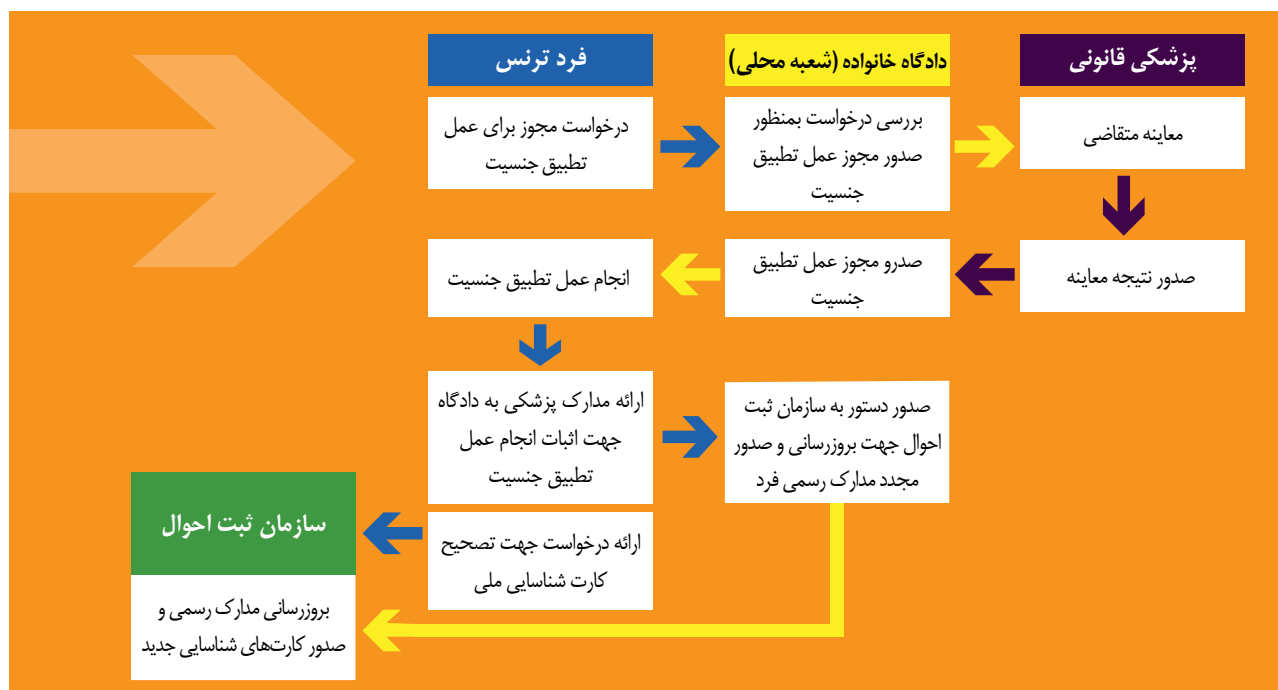 فرد ترنس
دادگاه خانواده (شعبه محلی)
پزشکی قانونی
درخواست مجوز برای عمل
تطبیق جنسیت
بررسی درخواست بمنظور
صدور مجوز عمل تطبیق
جنسیت
معاینه متقاضی
صدور نتیجه معاینه
صدرو مجوز عمل تطبیق
جنسیت
انجام عمل تطبیق جنسیت
ارائه مدارک پزشکی به دادگاه
جهت اثبات انجام عمل
تطبیق جنسیت
صدور دستور به سازمان ثبت
احوال جهت بروزرسانی و صدور
مجدد مدارک رسمی فرد
ارائه درخواست جهت تصحیح
کارت شناسایی ملی
سازمان ثبت احوال
بروزرسانی مدارک رسمی و
صدور کارت‌های شناسایی جدید